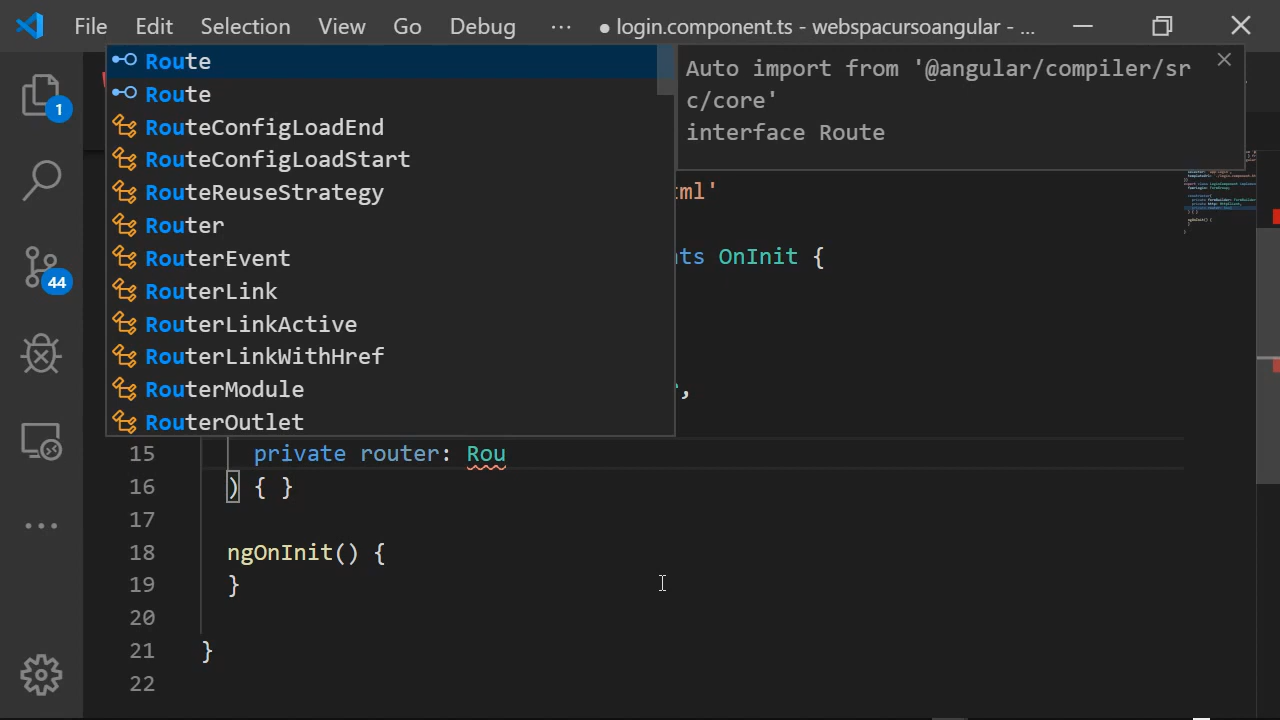 File Edit Selection View Go Debug ··· ● login.component.ts - webspacursoangular - ...
1
44
Route
Route
RouteConfigLoadEnd
RouteConfigLoadStart
RouteReuseStrategy
Router
RouterEvent
RouterLink
RouterLinkActive
RouterLinkWithHref
RouterModule
RouterOutlet
Auto import from '@angular/compiler/sr
c/core'
interface Route
ml'
nts OnInit {
,
15 private router: Rou
16 ) { }
17
18 ngOnInit() {
19 }
20
21 }
22